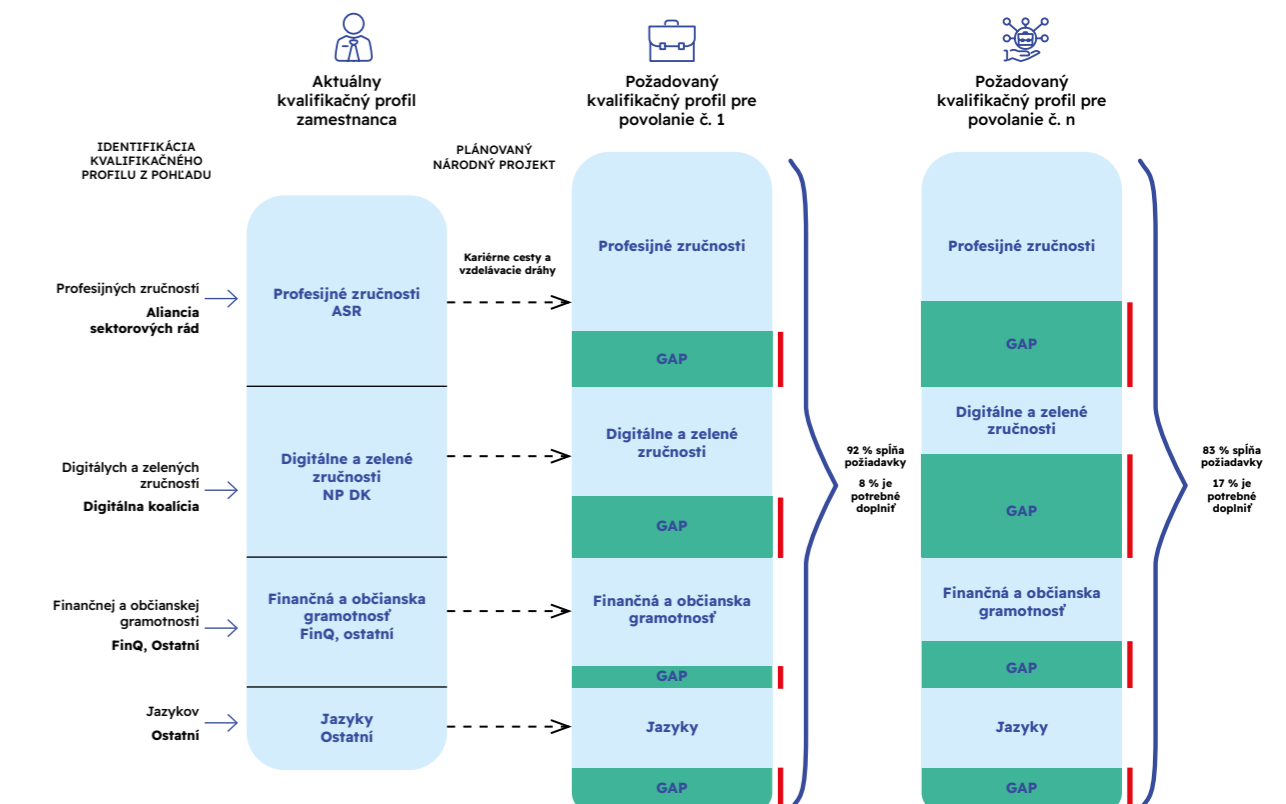 Aktuálny
kvalifikačný profil
zamestnanca
Požadovaný
kvalifikačný profil pre
povolanie č. 1
Požadovaný
kvalifikačný profil pre
povolanie č. n
IDENTIFIKÁCIA
KVALIFIKAČNÉHO
PROFILU Z POHĽADU
PLÁNOVANÝ
NÁRODNÝ PROJEKT
Profesijných zručností
Aliancia
sektorových rád
Digitálych a zelených
zručností
Digitálna koalícia
Finančnej a občianskej
gramotnosti
FinQ, Ostatní
Jazykov
Ostatní
Profesijné zručnosti
ASR
Digitálne a zelené
zručnosti
NP DK
Finančná a občianska
gramotnosť
FinQ, ostatní
Jazyky
Ostatní
Kariérne cesty a
vzdelávacie dráhy
Profesijné zručnosti
GAP
Digitálne a zelené
zručnosti
GAP
Finančná a občianska
gramotnosť
GAP
Jazyky
GAP
92 % spĺňa
požiadavky
8 % je
potrebné
doplniť
Profesijné zručnosti
GAP
Digitálne a zelené
zručnosti
GAP
Finančná a občianska
gramotnosť
GAP
Jazyky
GAP
83 % spĺňa
požiadavky
17 % je
potrebné
doplniť